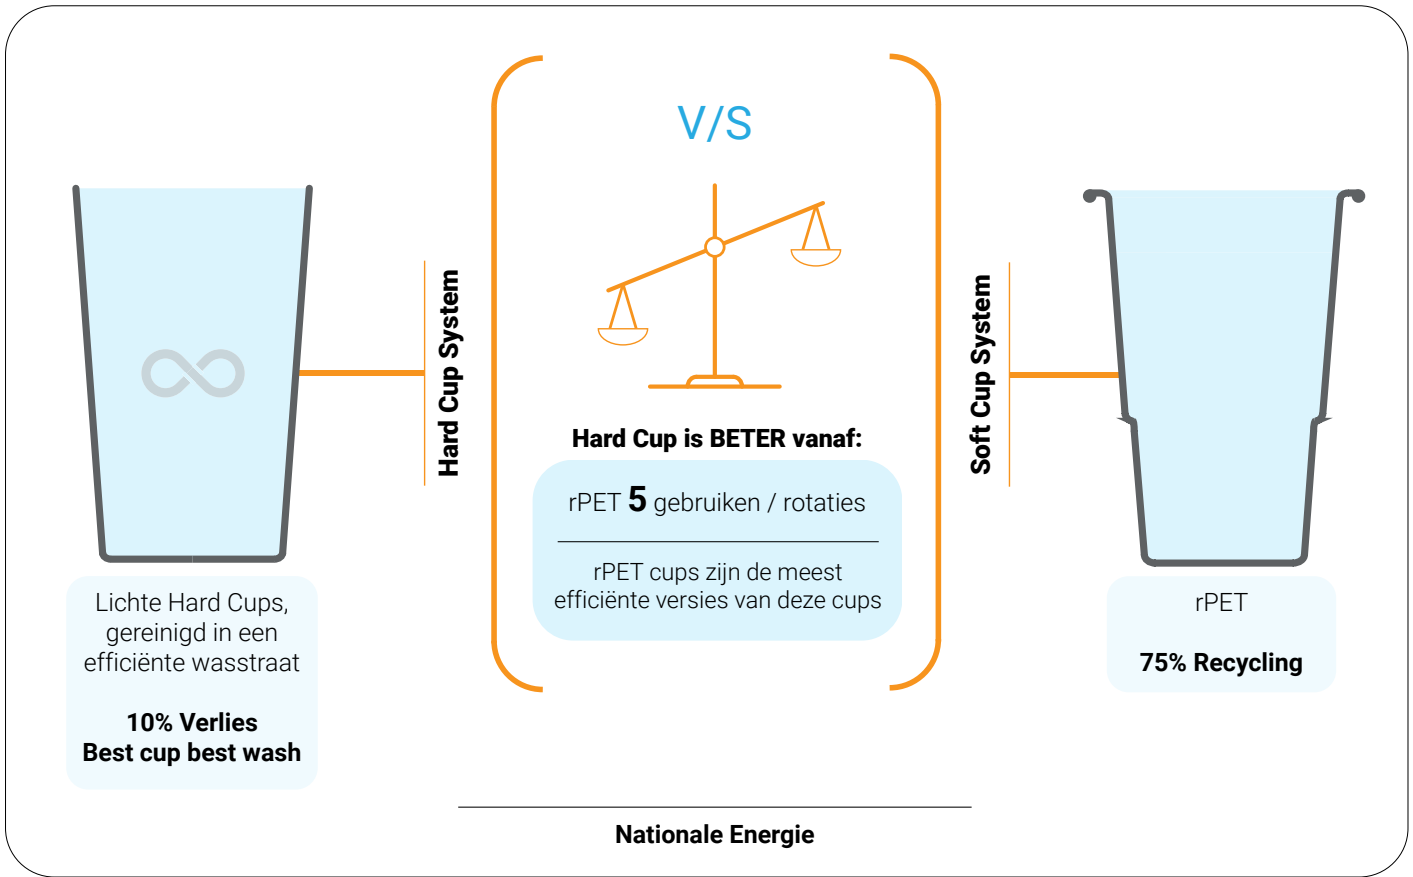 V/S
Hard Cup System
Soft Cup System
Hard Cup is BETER vanaf:
rPET 5 gebruiken / rotaties
rPET cups zijn de meest
efficiënte versies van deze cups
Lichte Hard Cups,
gereinigd in een
efficiënte wasstraat
10% Verlies
Best cup best wash
rPET
75% Recycling
Nationale Energie